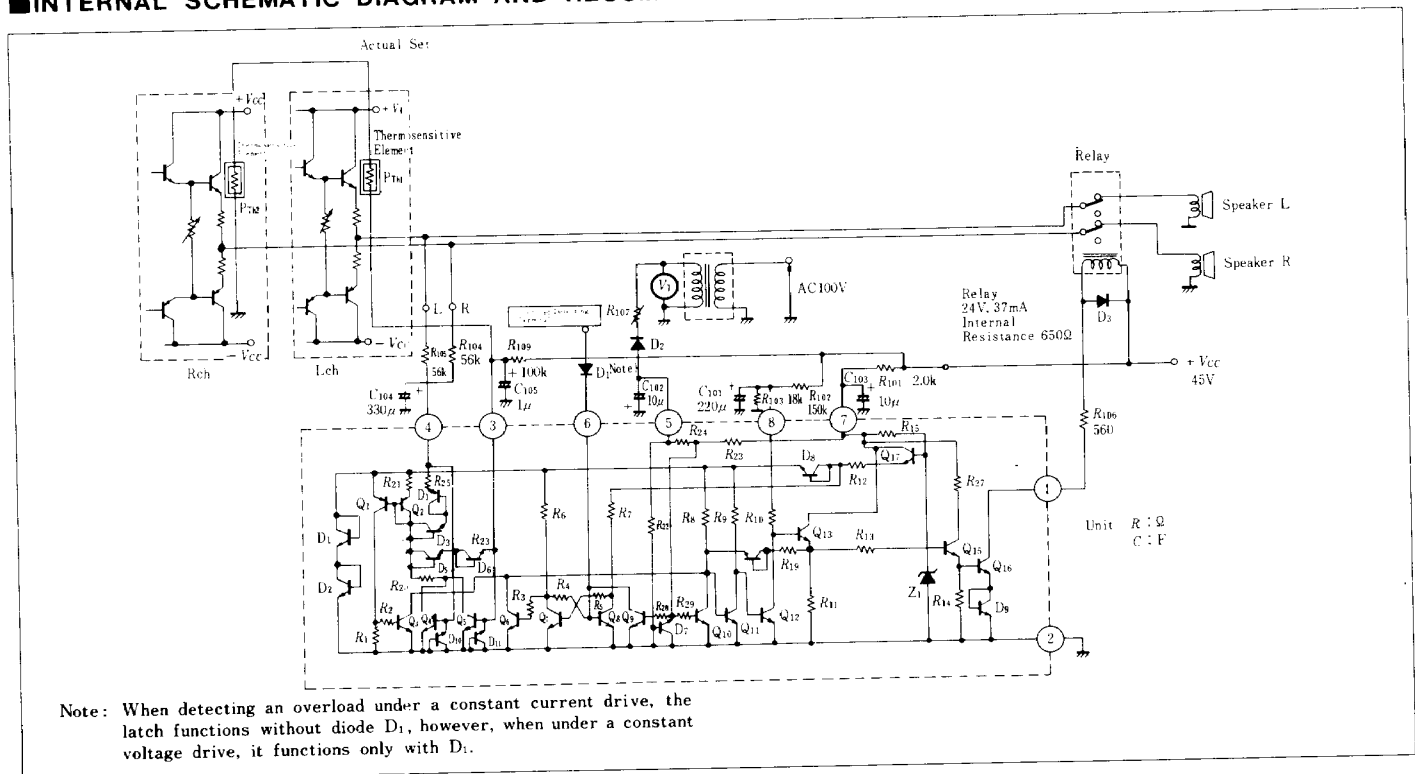 ■INTERNAL SCHEMATIC DIAGRAM AND
Actual Set
+Vcc
Thermosensitive
Element
PTh1
PTh2
Rch
-Vcc
Lch
- Vcc
L
R
R105
56k
R104
56k
C104
330μ
+
R109
100k
+
C105
1μ
D1
Note)
R107
V1
AC100V
D2
C102
10μ
+
C101
220μ
+
R103
18k
R102
150k
C103
10μ
+
R101
2.0k
Relay
Speaker L
Speaker R
D3
Relay
24V, 37mA
Internal
Resistance 650Ω
+ Vcc
45V
R106
560
4
3
6
5
8
7
1
2
R24
R23
R15
Q17
D8
R12
R27
R21
R25
Q1
Q2
D3
D5
D6
R23
D1
D2
R2
R1
R6
R7
R8
R9
R10
Q13
R19
R13
R11
Q15
Q16
Z1
R14
D9
R3
R4
R5
Q9
Q8
R28
R29
D7
Q10
Q11
Q12
D10
D11
Unit R : Ω
C : F
Note: When detecting an overload under a constant current drive, the
latch functions without diode D1, however, when under a constant
voltage drive, it functions only with D1.